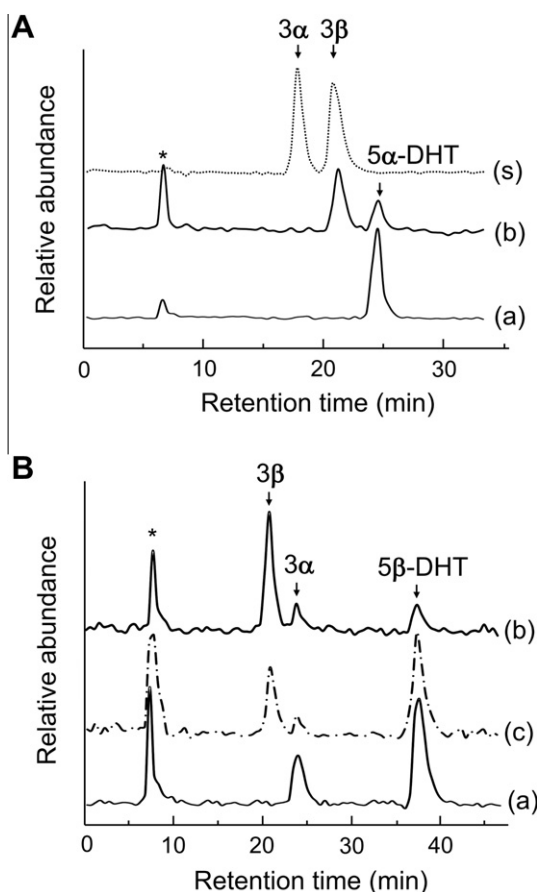 A
3α 3β
5α-DHT
*
(s)
(b)
(a)
Relative abundance
0 10 20 30
Retention time (min)
B
3β
*
3α
5β-DHT
(b)
(c)
(a)
Relative abundance
0 10 20 30 40
Retention time (min)